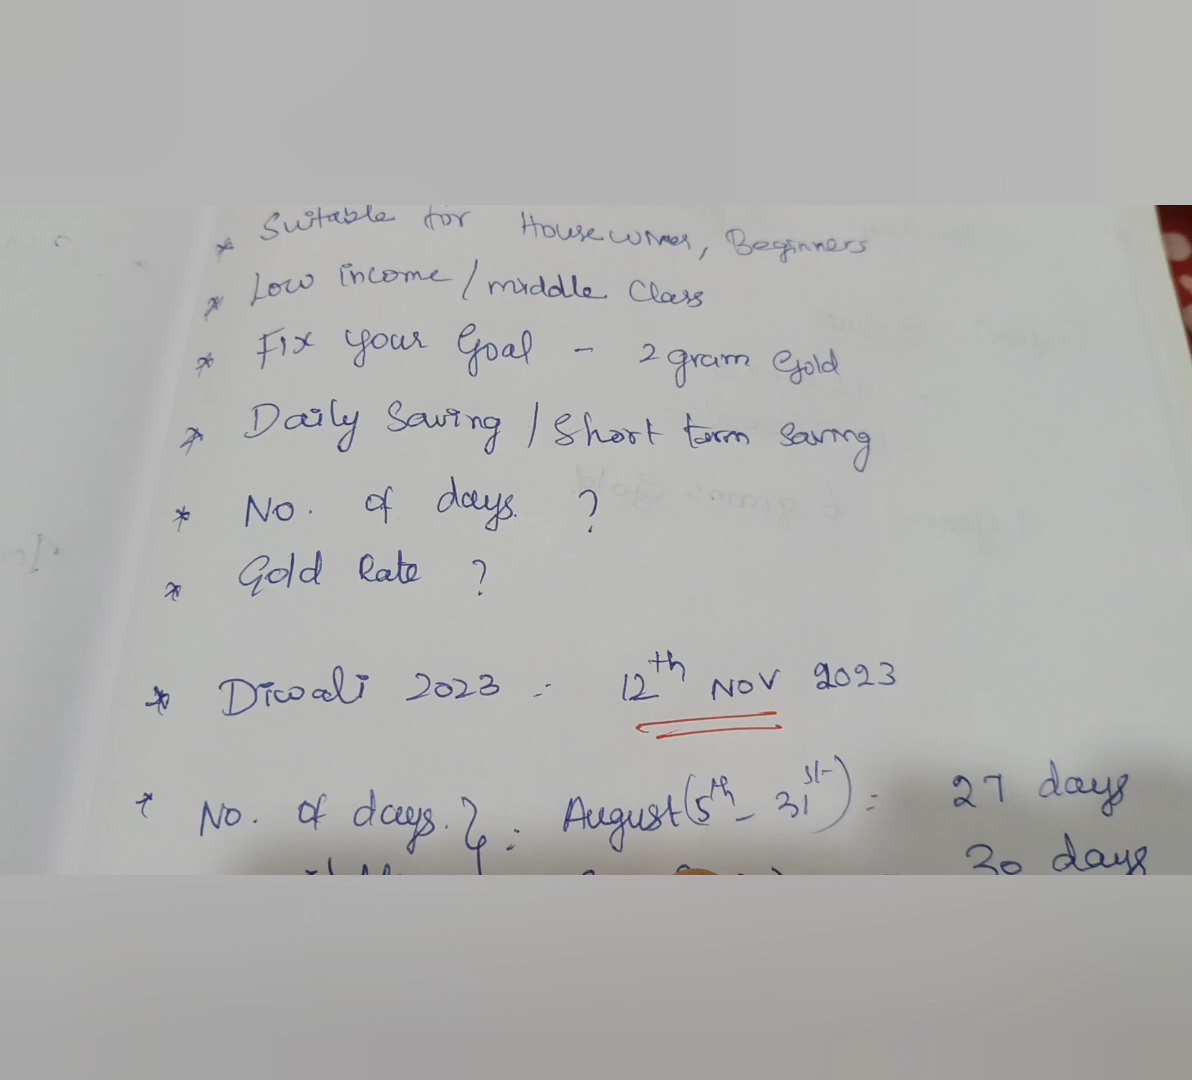 * Suitable for Housewives, Beginners
* Low income / middle Class
* Fix your Goal - 2 gram Gold
* Daily Saving / Short term Saving
* No. of days. ?
* Gold Rate ?
* Diwali 2023 :- 12th NOV 2023
* No. of days. } : August (5th - 31st) = 27 days
30 days